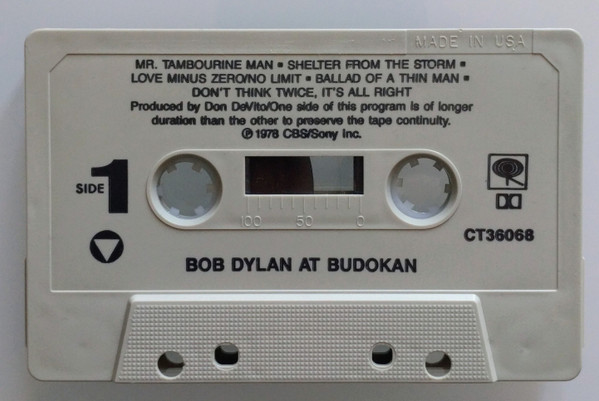 MADE IN USA
MR. TAMBOURINE MAN ▪ SHELTER FROM THE STORM ▪
LOVE MINUS ZERO/NO LIMIT ▪ BALLAD OF A THIN MAN ▪
DON'T THINK TWICE, IT'S ALL RIGHT
Produced by Don DeVito/One side of this program is of longer
duration than the other to preserve the tape continuity.
℗ 1978 CBS/Sony Inc.
SIDE 1
100 50 0
CT36068
BOB DYLAN AT BUDOKAN